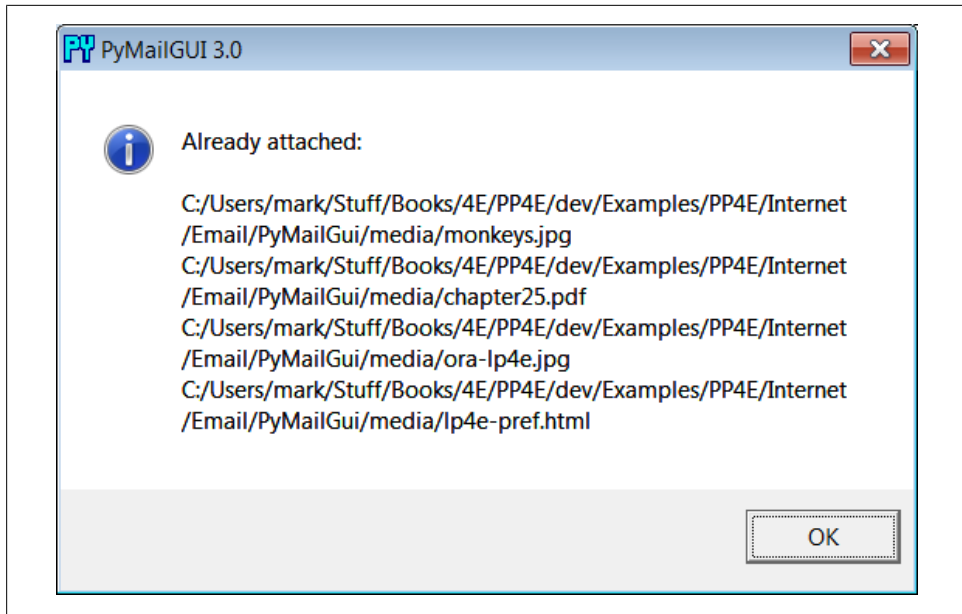 PY PyMailGUI 3.0
Already attached:
C:/Users/mark/Stuff/Books/4E/PP4E/dev/Examples/PP4E/Internet
/Email/PyMailGui/media/monkeys.jpg
C:/Users/mark/Stuff/Books/4E/PP4E/dev/Examples/PP4E/Internet
/Email/PyMailGui/media/chapter25.pdf
C:/Users/mark/Stuff/Books/4E/PP4E/dev/Examples/PP4E/Internet
/Email/PyMailGui/media/ora-lp4e.jpg
C:/Users/mark/Stuff/Books/4E/PP4E/dev/Examples/PP4E/Internet
/Email/PyMailGui/media/lp4e-pref.html
OK